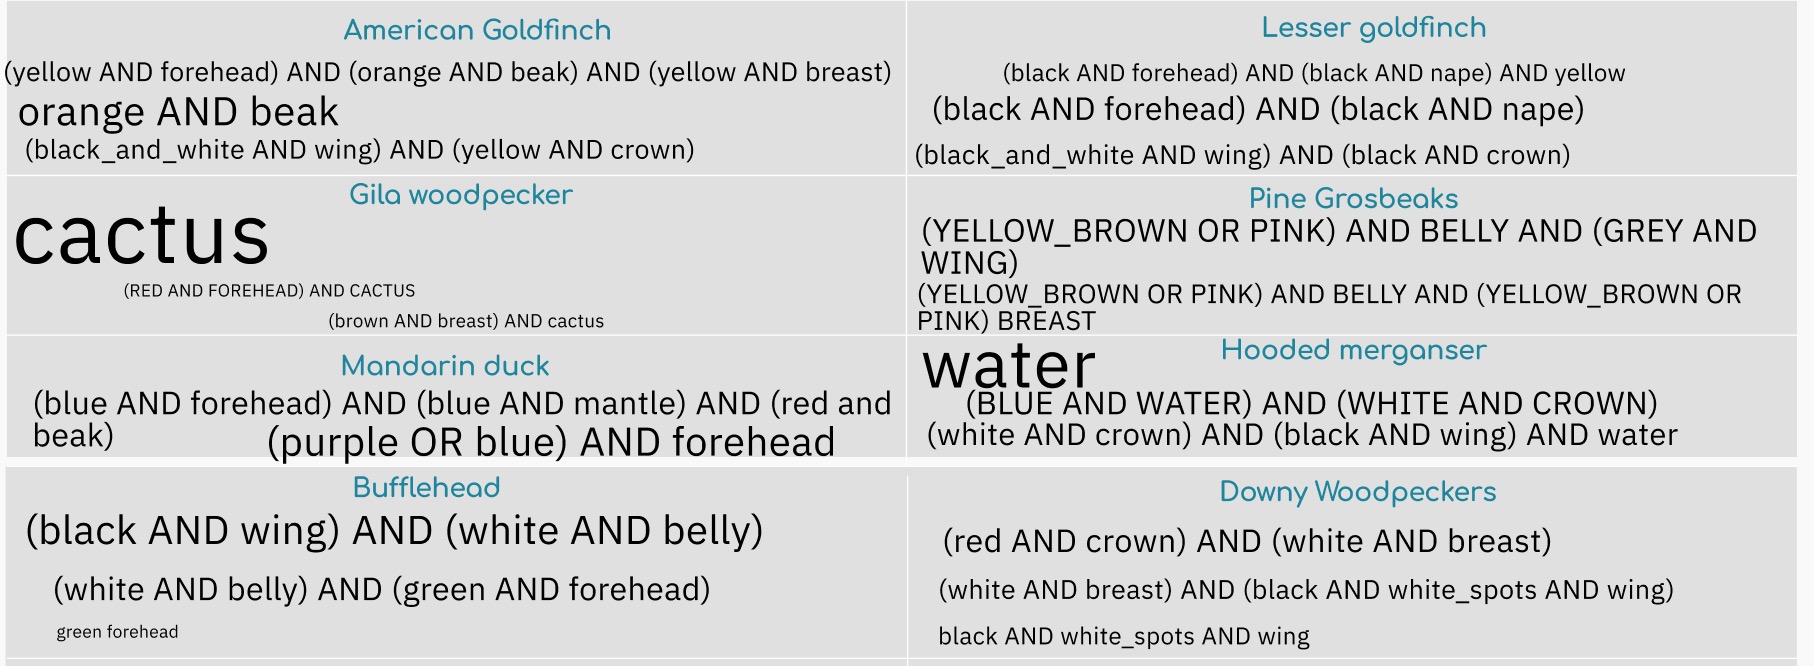 American Goldfinch
(yellow AND forehead) AND (orange AND beak) AND (yellow AND breast)
orange AND beak
(black_and_white AND wing) AND (yellow AND crown)
Lesser goldfinch
(black AND forehead) AND (black AND nape) AND yellow
(black AND forehead) AND (black AND nape)
(black_and_white AND wing) AND (black AND crown)
Gila woodpecker
cactus
(RED AND FOREHEAD) AND CACTUS
(brown AND breast) AND cactus
Pine Grosbeaks
(YELLOW_BROWN OR PINK) AND BELLY AND (GREY AND
WING)
(YELLOW_BROWN OR PINK) AND BELLY AND (YELLOW_BROWN OR
PINK) BREAST
Mandarin duck
(blue AND forehead) AND (blue AND mantle) AND (red and
beak)
(purple OR blue) AND forehead
Hooded merganser
water
(BLUE AND WATER) AND (WHITE AND CROWN)
(white AND crown) AND (black AND wing) AND water
Bufflehead
(black AND wing) AND (white AND belly)
(white AND belly) AND (green AND forehead)
green forehead
Downy Woodpeckers
(red AND crown) AND (white AND breast)
(white AND breast) AND (black AND white_spots AND wing)
black AND white_spots AND wing